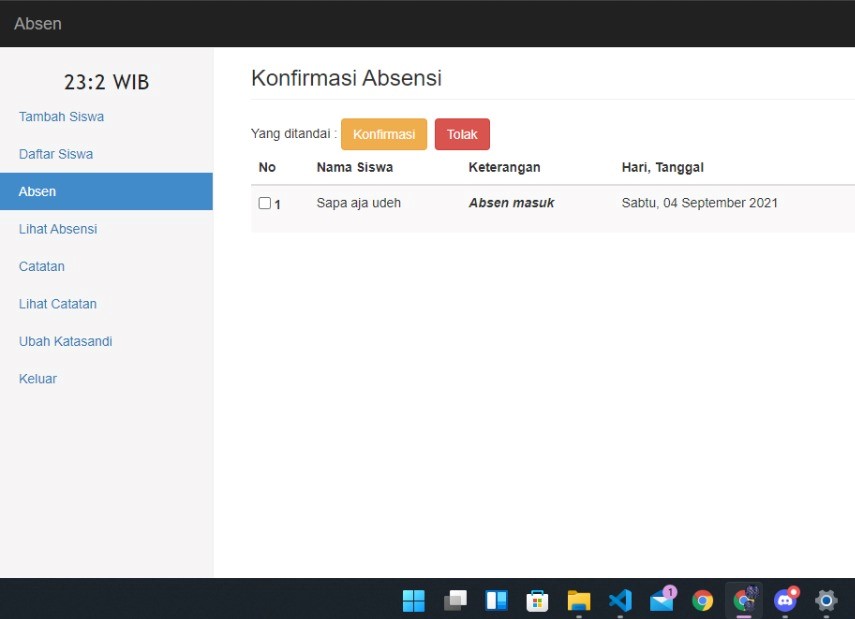 Absen
23:2 WIB
Tambah Siswa
Daftar Siswa
Absen
Lihat Absensi
Catatan
Lihat Catatan
Ubah Katasandi
Keluar
Konfirmasi Absensi
Yang ditandai : Konfirmasi Tolak
No Nama Siswa Keterangan Hari, Tanggal
1 Sapa aja udeh Absen masuk Sabtu, 04 September 2021
1